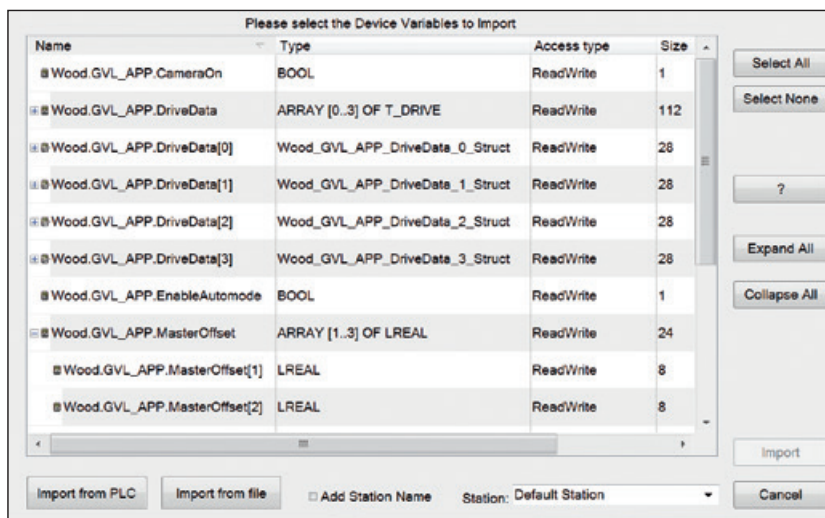 Please select the Device Variables to Import
Name Type Access type Size
Wood.GVL_APP.CameraOn BOOL ReadWrite 1
Wood.GVL_APP.DriveData ARRAY [0..3] OF T_DRIVE ReadWrite 112
Wood.GVL_APP.DriveData[0] Wood_GVL_APP_DriveData_0_Struct ReadWrite 28
Wood.GVL_APP.DriveData[1] Wood_GVL_APP_DriveData_1_Struct ReadWrite 28
Wood.GVL_APP.DriveData[2] Wood_GVL_APP_DriveData_2_Struct ReadWrite 28
Wood.GVL_APP.DriveData[3] Wood_GVL_APP_DriveData_3_Struct ReadWrite 28
Wood.GVL_APP.EnableAutomode BOOL ReadWrite 1
Wood.GVL_APP.MasterOffset ARRAY [1..3] OF LREAL ReadWrite 24
Wood.GVL_APP.MasterOffset[1] LREAL ReadWrite 8
Wood.GVL_APP.MasterOffset[2] LREAL ReadWrite 8
Select All
Select None
?
Expand All
Collapse All
Import
Import from PLC Import from file Add Station Name Station: Default Station Cancel